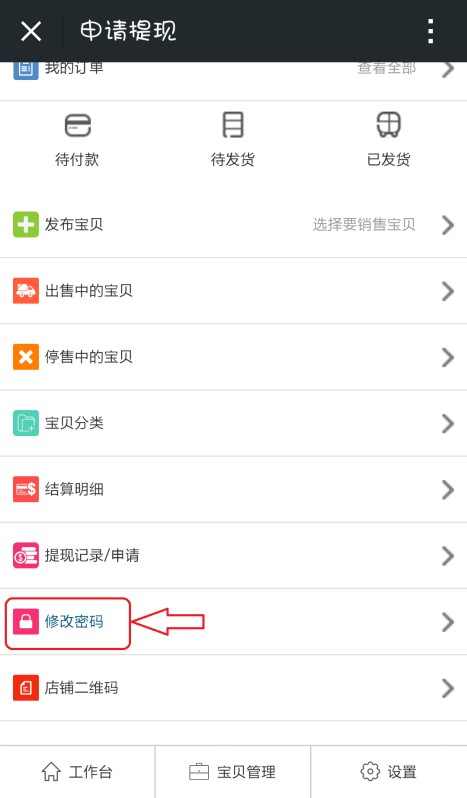 申请提现
我的订单 查看全部
待付款 待发货 已发货
发布宝贝 选择要销售宝贝
出售中的宝贝
停售中的宝贝
宝贝分类
结算明细
提现记录/申请
修改密码
店铺二维码
工作台 宝贝管理 设置